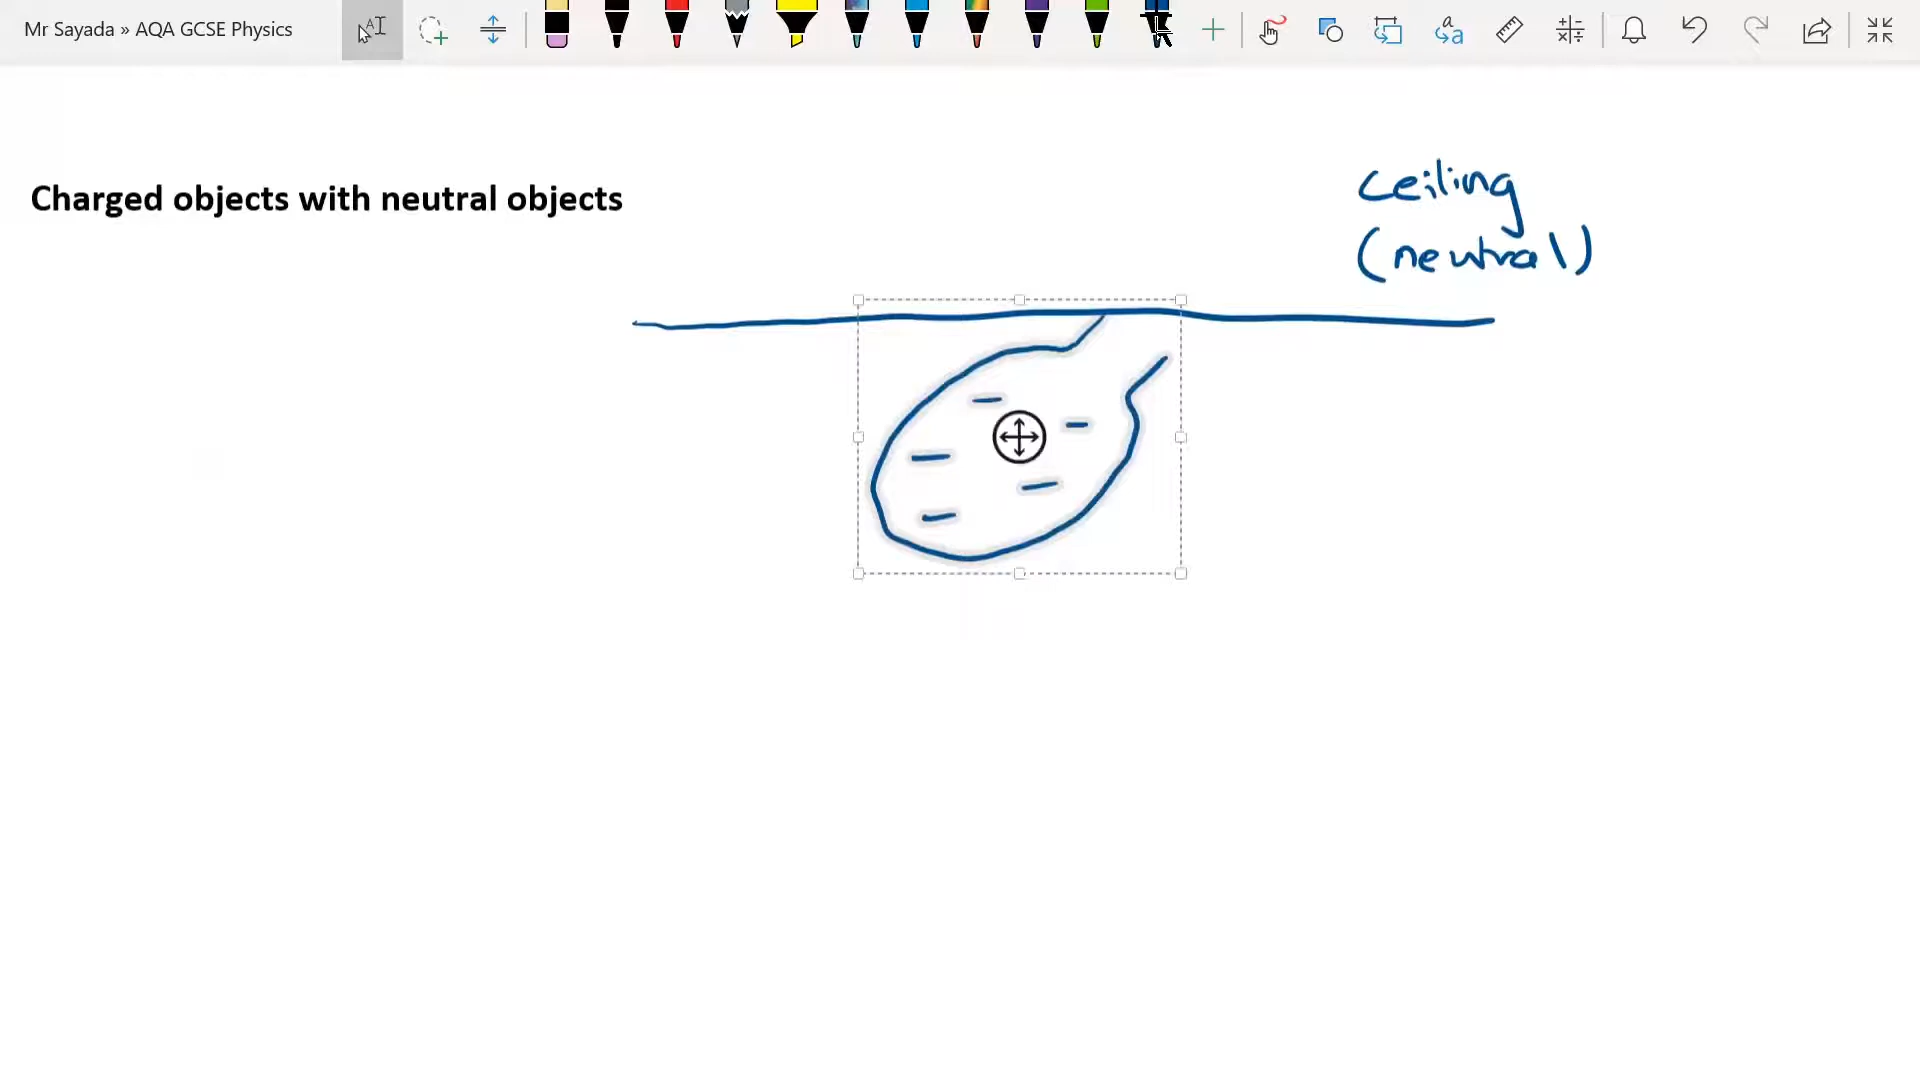 Mr Sayada » AQA GCSE Physics
Charged objects with neutral objects
ceiling
(neutral)